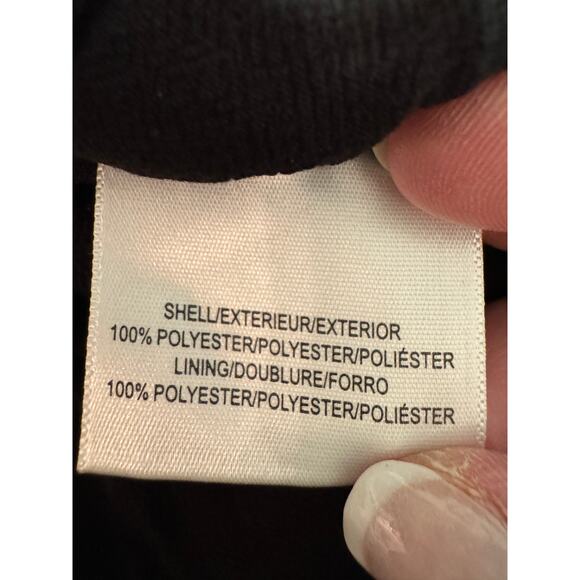 SHELL/EXTERIEUR/EXTERIOR
100% POLYESTER/POLYESTER/POLIÉSTER
LINING/DOUBLURE/FORRO
100% POLYESTER/POLYESTER/POLIÉSTER